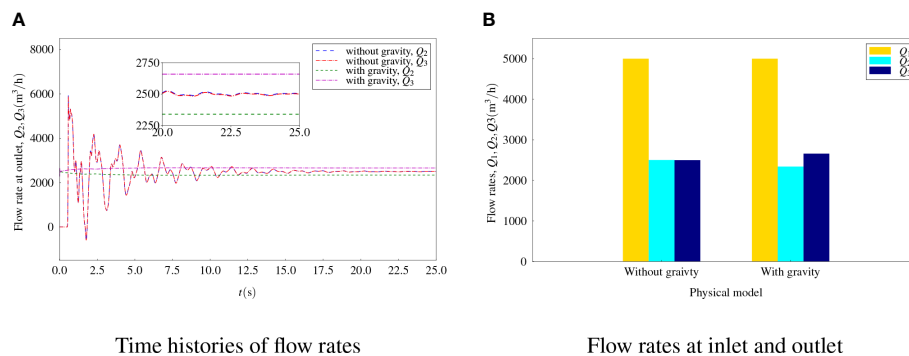 A
8000
6000
4000
2000
0
Flow rate at outlet, Q2, Q3(m3/h)
0.0 2.5 5.0 7.5 10.0 12.5 15.0 17.5 20.0 22.5 25.0
t(s)
2750
2500
2250
20.0 22.5 25.0
without gravity, Q2
without gravity, Q3
with gravity, Q2
with gravity, Q3
Time histories of flow rates
B
5000
4000
3000
2000
1000
0
Flow rates, Q1, Q2, Q3(m3/h)
Without graivty With gravity
Physical model
Flow rates at inlet and outlet